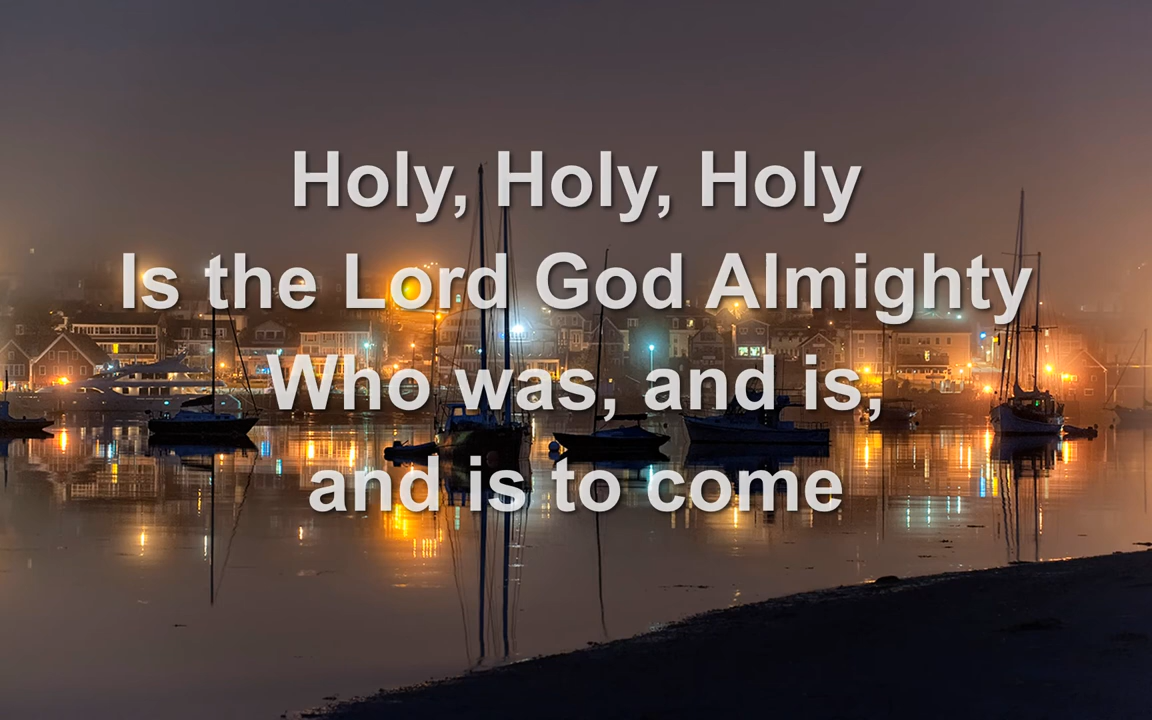 Holy, Holy, Holy
Is the Lord God Almighty
Who was, and is,
and is to come